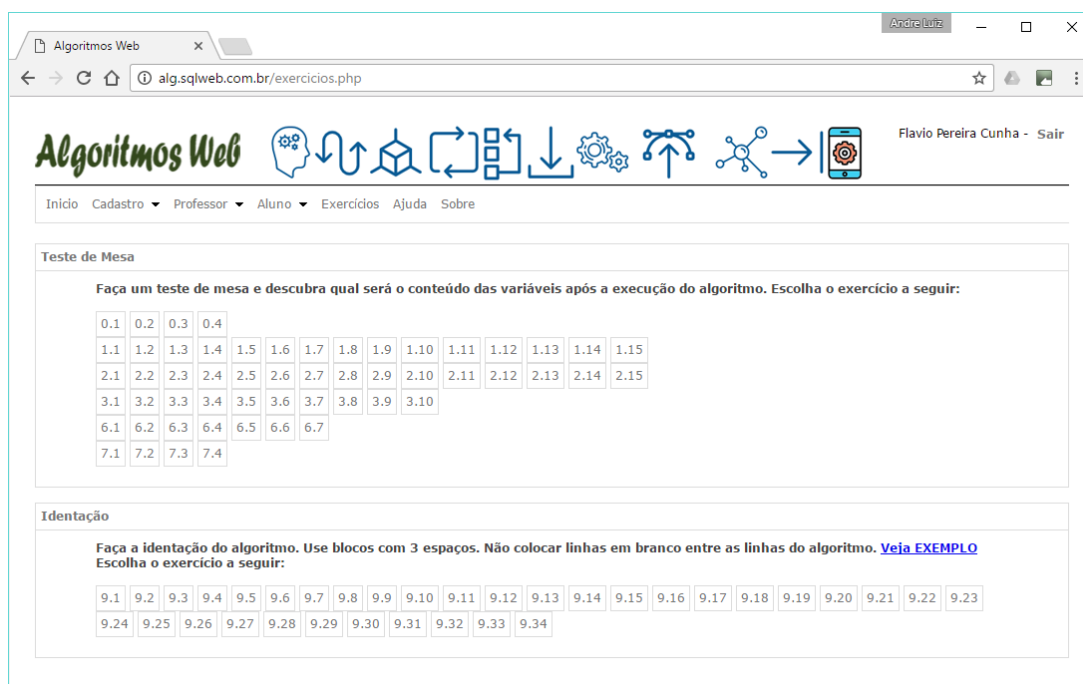 Andre Luiz
Algoritmos Web
alg.sqlweb.com.br/exercicios.php
Algoritmos Web
Flavio Pereira Cunha - Sair
Inicio Cadastro Professor Aluno Exercícios Ajuda Sobre
Teste de Mesa
Faça um teste de mesa e descubra qual será o conteúdo das variáveis após a execução do algoritmo. Escolha o exercício a seguir:
0.1 0.2 0.3 0.4
1.1 1.2 1.3 1.4 1.5 1.6 1.7 1.8 1.9 1.10 1.11 1.12 1.13 1.14 1.15
2.1 2.2 2.3 2.4 2.5 2.6 2.7 2.8 2.9 2.10 2.11 2.12 2.13 2.14 2.15
3.1 3.2 3.3 3.4 3.5 3.6 3.7 3.8 3.9 3.10
6.1 6.2 6.3 6.4 6.5 6.6 6.7
7.1 7.2 7.3 7.4
Identação
Faça a identação do algoritmo. Use blocos com 3 espaços. Não colocar linhas em branco entre as linhas do algoritmo. Veja EXEMPLO
Escolha o exercício a seguir:
9.1 9.2 9.3 9.4 9.5 9.6 9.7 9.8 9.9 9.10 9.11 9.12 9.13 9.14 9.15 9.16 9.17 9.18 9.19 9.20 9.21 9.22 9.23
9.24 9.25 9.26 9.27 9.28 9.29 9.30 9.31 9.32 9.33 9.34